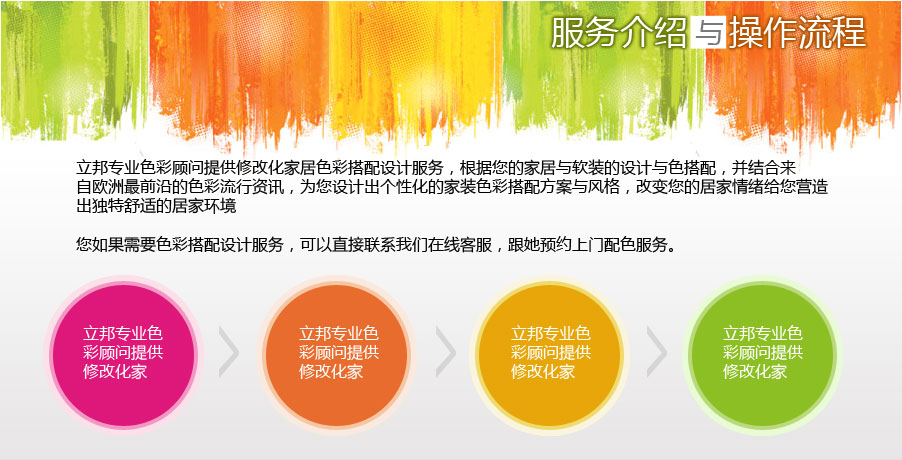 服务介绍与操作流程
立邦专业色彩顾问提供修改化家居色彩搭配设计服务，根据您的家居与软装的设计与色搭配，并结合来
自欧洲最前沿的色彩流行资讯，为您设计出个性化的家装色彩搭配方案与风格，改变您的居家情绪给您营造
出独特舒适的居家环境
您如果需要色彩搭配设计服务，可以直接联系我们在线客服，跟她预约上门配色服务。
立邦专业色
彩顾问提供
修改化家
立邦专业色
彩顾问提供
修改化家
立邦专业色
彩顾问提供
修改化家
立邦专业色
彩顾问提供
修改化家